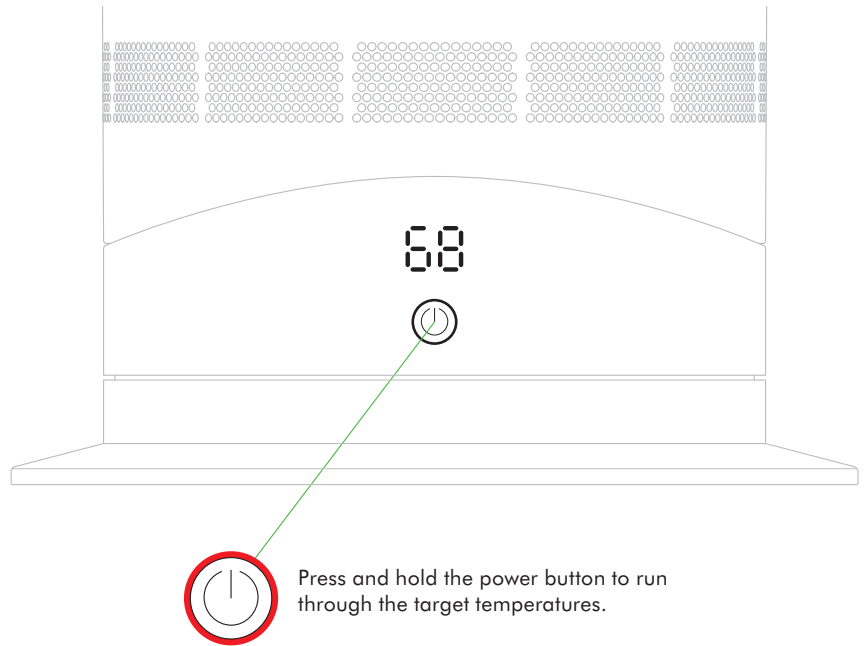 68
Press and hold the power button to run
through the target temperatures.